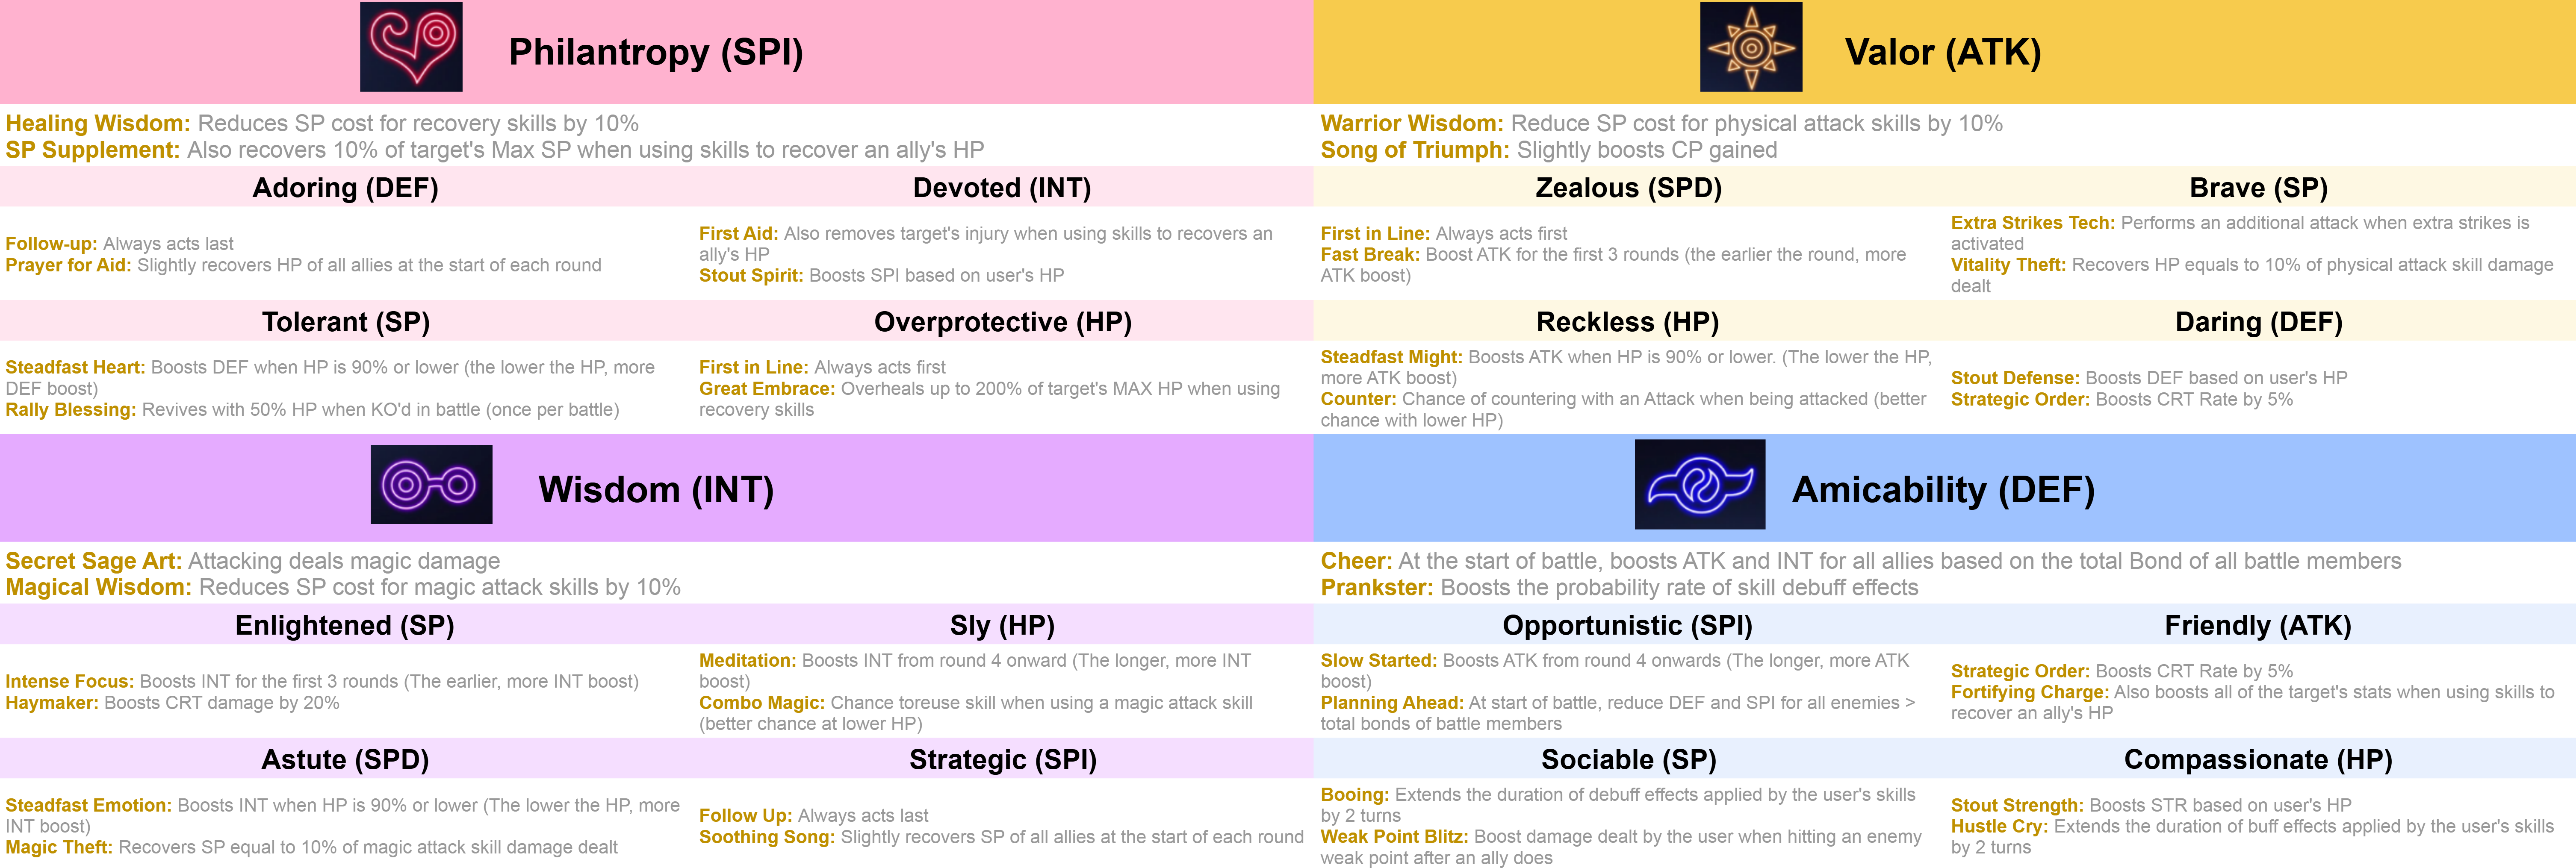 Philantropy (SPI)
Healing Wisdom: Reduces SP cost for recovery skills by 10%
SP Supplement: Also recovers 10% of target's Max SP when using skills to recover an ally's HP
Adoring (DEF)
Follow-up: Always acts last
Prayer for Aid: Slightly recovers HP of all allies at the start of each round
Devoted (INT)
First Aid: Also removes target's injury when using skills to recovers an
ally's HP
Stout Spirit: Boosts SPI based on user's HP
Tolerant (SP)
Steadfast Heart: Boosts DEF when HP is 90% or lower (the lower the HP, more
DEF boost)
Rally Blessing: Revives with 50% HP when KO'd in battle (once per battle)
Overprotective (HP)
First in Line: Always acts first
Great Embrace: Overheals up to 200% of target's MAX HP when using
recovery skills
Valor (ATK)
Warrior Wisdom: Reduce SP cost for physical attack skills by 10%
Song of Triumph: Slightly boosts CP gained
Zealous (SPD)
First in Line: Always acts first
Fast Break: Boost ATK for the first 3 rounds (the earlier the round, more
ATK boost)
Brave (SP)
Extra Strikes Tech: Performs an additional attack when extra strikes is
activated
Vitality Theft: Recovers HP equals to 10% of physical attack skill damage
dealt
Reckless (HP)
Steadfast Might: Boosts ATK when HP is 90% or lower. (The lower the HP,
more ATK boost)
Counter: Chance of countering with an Attack when being attacked (better
chance with lower HP)
Daring (DEF)
Stout Defense: Boosts DEF based on user's HP
Strategic Order: Boosts CRT Rate by 5%
Wisdom (INT)
Secret Sage Art: Attacking deals magic damage
Magical Wisdom: Reduces SP cost for magic attack skills by 10%
Enlightened (SP)
Intense Focus: Boosts INT for the first 3 rounds (The earlier, more INT boost)
Haymaker: Boosts CRT damage by 20%
Sly (HP)
Meditation: Boosts INT from round 4 onward (The longer, more INT
boost)
Combo Magic: Chance toreuse skill when using a magic attack skill
(better chance at lower HP)
Astute (SPD)
Steadfast Emotion: Boosts INT when HP is 90% or lower (The lower the HP, more
INT boost)
Magic Theft: Recovers SP equal to 10% of magic attack skill damage dealt
Strategic (SPI)
Follow Up: Always acts last
Soothing Song: Slightly recovers SP of all allies at the start of each round
Amicability (DEF)
Cheer: At the start of battle, boosts ATK and INT for all allies based on the total Bond of all battle members
Prankster: Boosts the probability rate of skill debuff effects
Opportunistic (SPI)
Slow Started: Boosts ATK from round 4 onwards (The longer, more ATK
boost)
Planning Ahead: At start of battle, reduce DEF and SPI for all enemies >
total bonds of battle members
Friendly (ATK)
Strategic Order: Boosts CRT Rate by 5%
Fortifying Charge: Also boosts all of the target's stats when using skills to
recover an ally's HP
Sociable (SP)
Booing: Extends the duration of debuff effects applied by the user's skills
by 2 turns
Weak Point Blitz: Boost damage dealt by the user when hitting an enemy
weak point after an ally does
Compassionate (HP)
Stout Strength: Boosts STR based on user's HP
Hustle Cry: Extends the duration of buff effects applied by the user's skills
by 2 turns